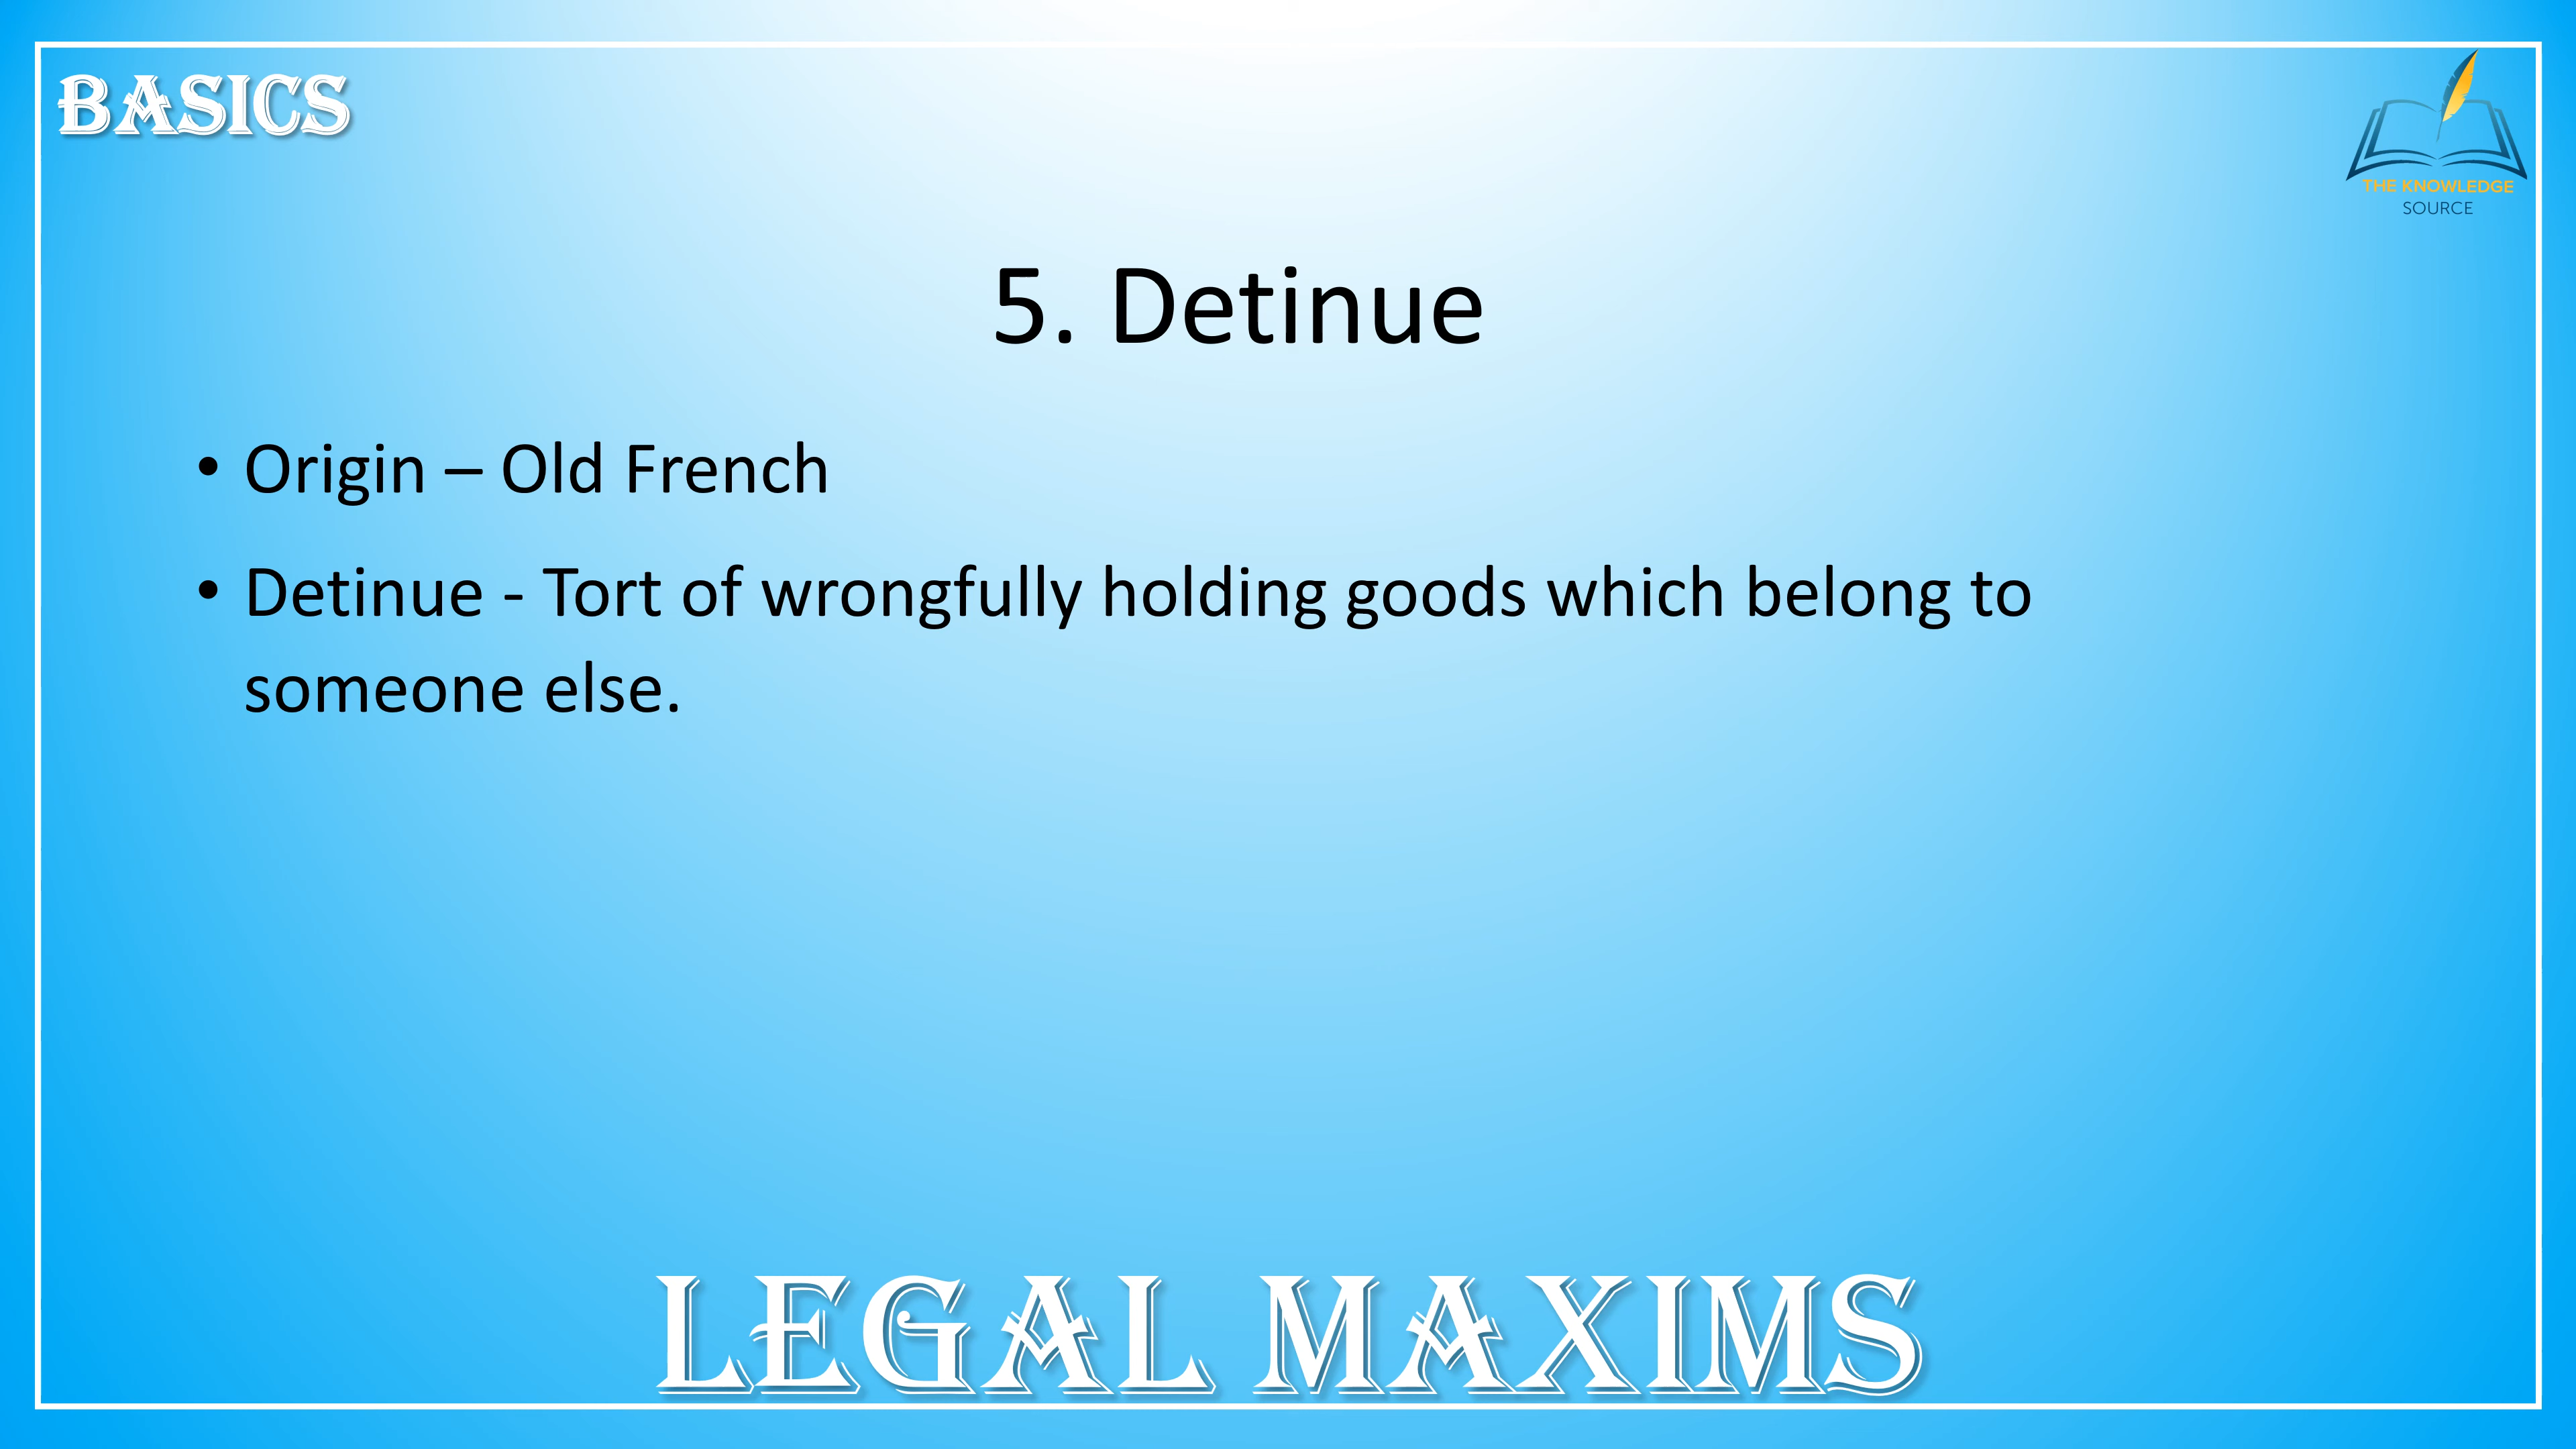 BASICS
THE KNOWLEDGE
SOURCE
5. Detinue
• Origin – Old French
• Detinue - Tort of wrongfully holding goods which belong to
someone else.
LEGAL MAXIMS